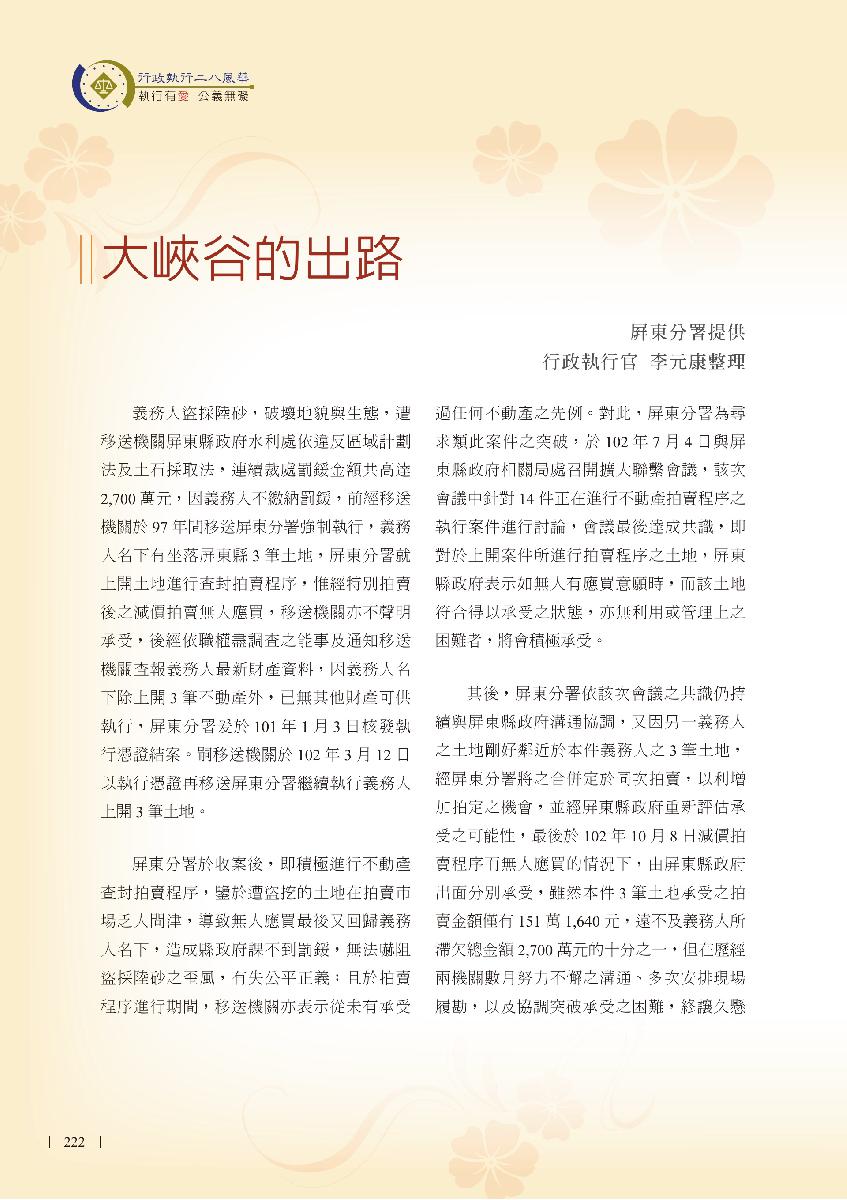 行政執行二八風華
執行有愛 公義無礙
大峽谷的出路
屏東分署提供
行政執行官 李元康整理
義務人盜採陸砂，破壞地貌與生態，遭
移送機關屏東縣政府水利處依違反區域計劃
法及土石採取法，連續裁處罰鍰金額共高達
2,700 萬元，因義務人不繳納罰鍰，前經移送
機關於 97 年間移送屏東分署強制執行，義務
人名下有坐落屏東縣 3 筆土地，屏東分署就
上開土地進行查封拍賣程序，惟經特別拍賣
後之減價拍賣無人應買，移送機關亦不聲明
承受，後經依職權盡調查之能事及通知移送
機關查報義務人最新財產資料，因義務人名
下除上開 3 筆不動產外，已無其他財產可供
執行，屏東分署爰於 101 年 1 月 3 日核發執
行憑證結案。嗣移送機關於 102 年 3 月 12 日
以執行憑證再移送屏東分署繼續執行義務人
上開 3 筆土地。
屏東分署於收案後，即積極進行不動產
查封拍賣程序，鑒於遭盜挖的土地在拍賣市
場乏人問津，導致無人應買最後又回歸義務
人名下，造成縣政府課不到罰鍰，無法嚇阻
盜採陸砂之歪風，有失公平正義；且於拍賣
程序進行期間，移送機關亦表示從未有承受
過任何不動產之先例。對此，屏東分署為尋
求類此案件之突破，於 102 年 7 月 4 日與屏
東縣政府相關局處召開擴大聯繫會議，該次
會議中針對 14 件正在進行不動產拍賣程序之
執行案件進行討論，會議最後達成共識，即
對於上開案件所進行拍賣程序之土地，屏東
縣政府表示如無人有應買意願時，而該土地
符合得以承受之狀態，亦無利用或管理上之
困難者，將會積極承受。
其後，屏東分署依該次會議之共識仍持
續與屏東縣政府溝通協調，又因另一義務人
之土地剛好鄰近於本件義務人之 3 筆土地，
經屏東分署將之合併定於同次拍賣，以利增
加拍定之機會，並經屏東縣政府重新評估承
受之可能性，最後於 102 年 10 月 8 日減價拍
賣程序而無人應買的情況下，由屏東縣政府
出面分別承受，雖然本件 3 筆土地承受之拍
賣金額僅有 151 萬 1,640 元，遠不及義務人所
滯欠總金額 2,700 萬元的十分之一，但在歷經
兩機關數月努力不懈之溝通、多次安排現場
履勘，以及協調突破承受之困難，終讓久懸
222